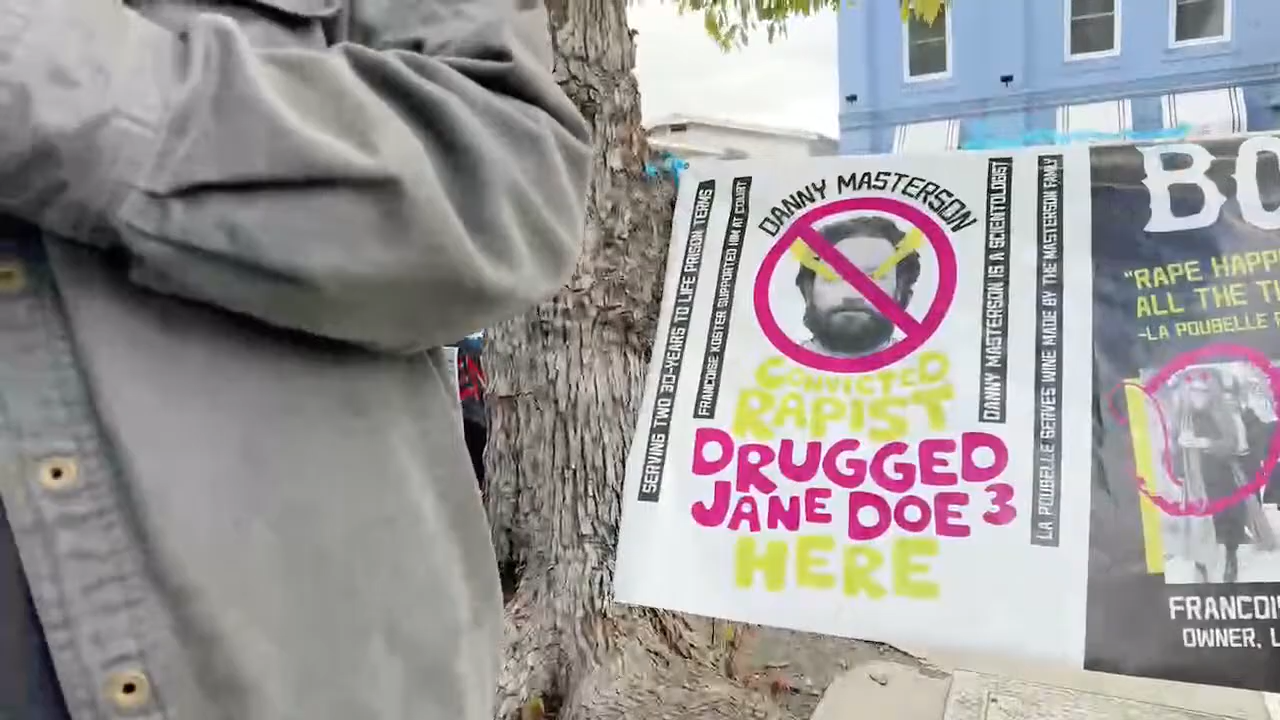 SERVING TWO 30-YEARS TO LIFE PRISON TERMS
FRANCOISE KOSTER SUPPORTED HIM AT COURT
DANNY MASTERSON
CONVICTED
RAPIST
DRUGGED
JANE DOE 3
HERE
DANNY MASTERSON IS A SCIENTOLOGIST
LA POUBELLE SERVES WINE MADE BY THE MASTERSON FAMILY
BO
"RAPE HAPP
ALL THE T
-LA POUBELLE
FRANCOI
OWNER, L